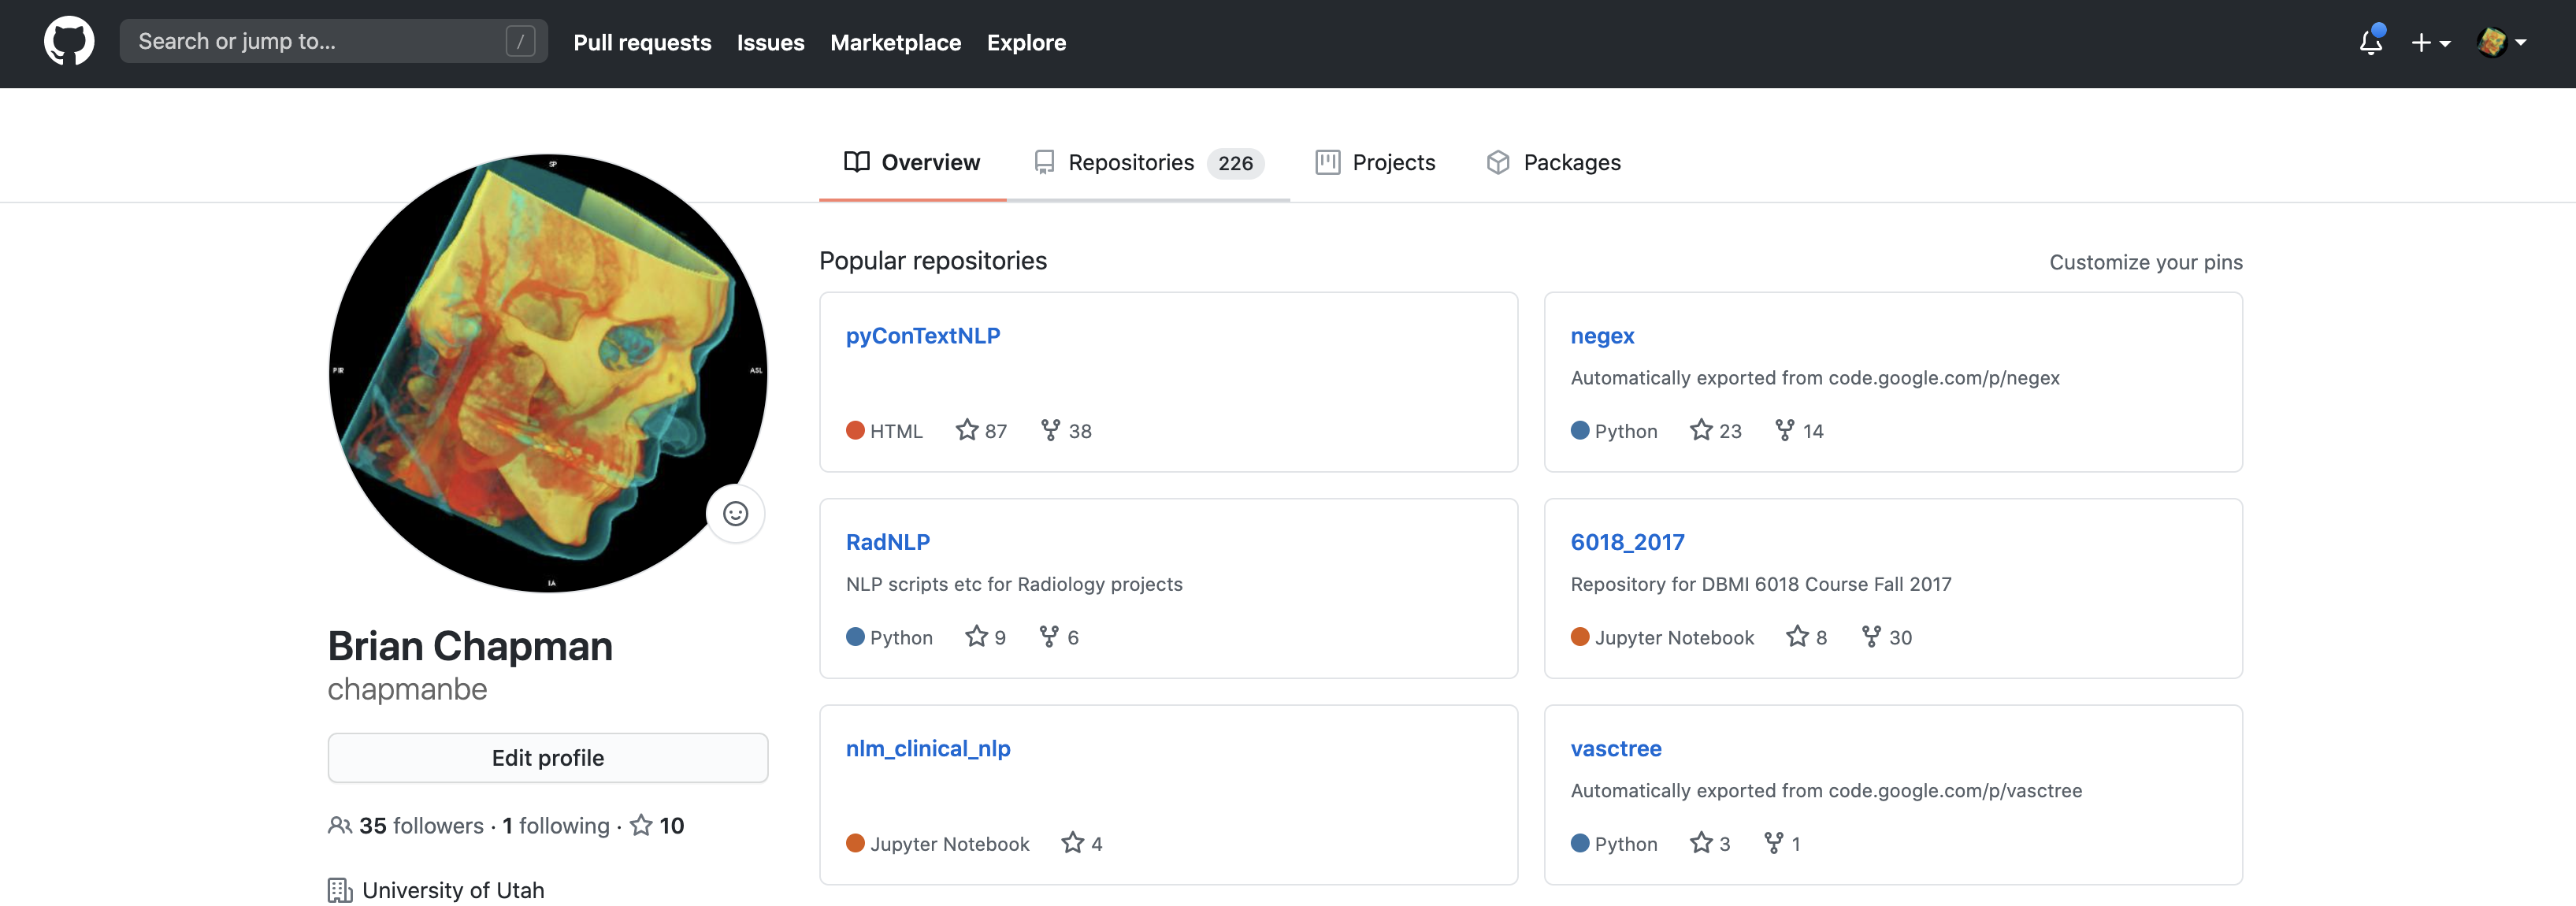 Search or jump to... /
Pull requests Issues Marketplace Explore
Overview Repositories 226 Projects Packages
SP
PIR
ASL
IA
Brian Chapman
chapmanbe
Edit profile
35 followers · 1 following · 10
University of Utah
Popular repositories
Customize your pins
pyConTextNLP
HTML 87 38
negex
Automatically exported from code.google.com/p/negex
Python 23 14
RadNLP
NLP scripts etc for Radiology projects
Python 9 6
6018_2017
Repository for DBMI 6018 Course Fall 2017
Jupyter Notebook 8 30
nlm_clinical_nlp
Jupyter Notebook 4
vasctree
Automatically exported from code.google.com/p/vasctree
Python 3 1